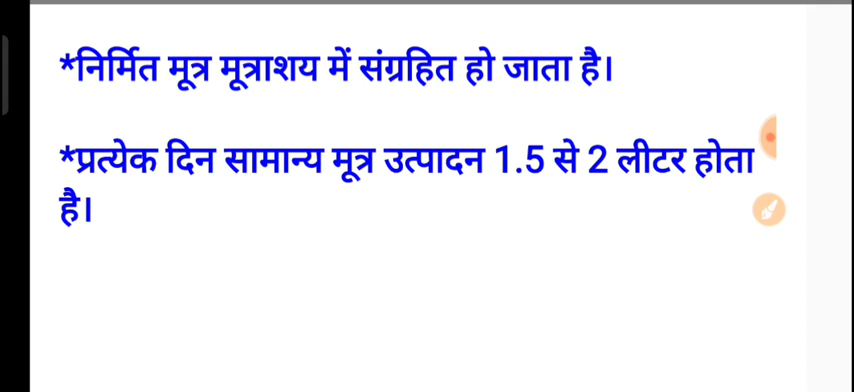 *निर्मित मूत्र मूत्राशय में संग्रहित हो जाता है।
*प्रत्येक दिन सामान्य मूत्र उत्पादन 1.5 से 2 लीटर होता
है।